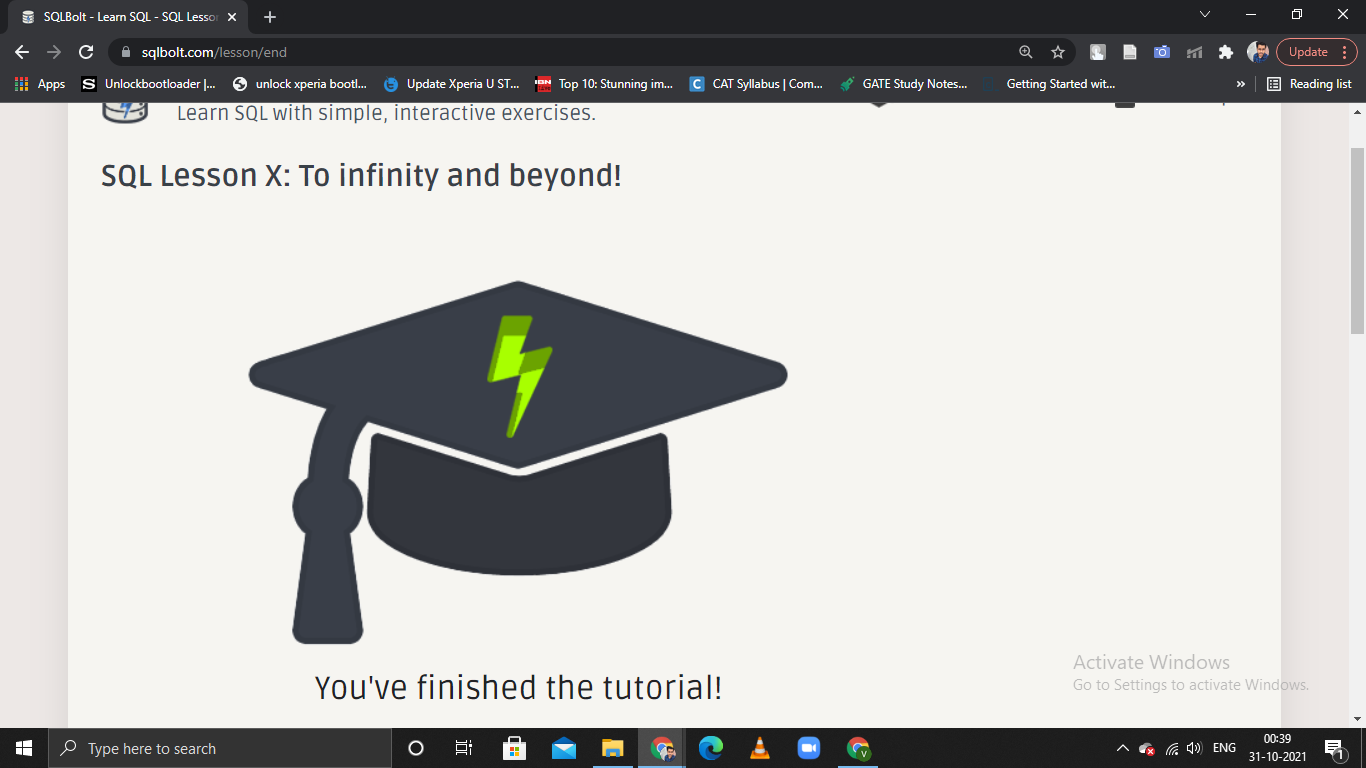 SQLBolt - Learn SQL - SQL Lesson
sqlbolt.com/lesson/end
Update
Apps
Unlockbootloader |...
unlock xperia bootl...
Update Xperia U ST...
IGN
Top 10: Stunning im...
C
CAT Syllabus | Com...
GATE Study Notes...
Getting Started wit...
»
Reading list
Learn SQL with simple, interactive exercises.
SQL Lesson X: To infinity and beyond!
You've finished the tutorial!
Activate Windows
Go to Settings to activate Windows.
Type here to search
V
ENG
00:39
31-10-2021
1